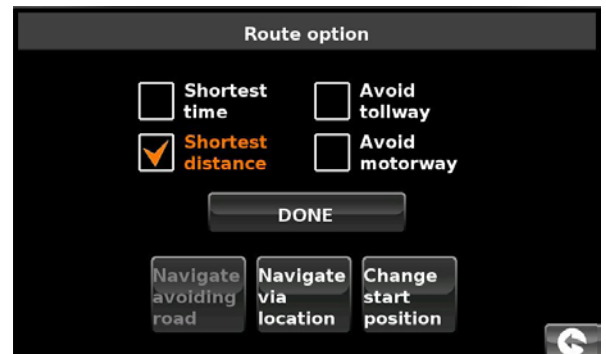 Route option
Shortest
time
Avoid
tollway
Shortest
distance
Avoid
motorway
DONE
Navigate
avoiding
road
Navigate
via
location
Change
start
position